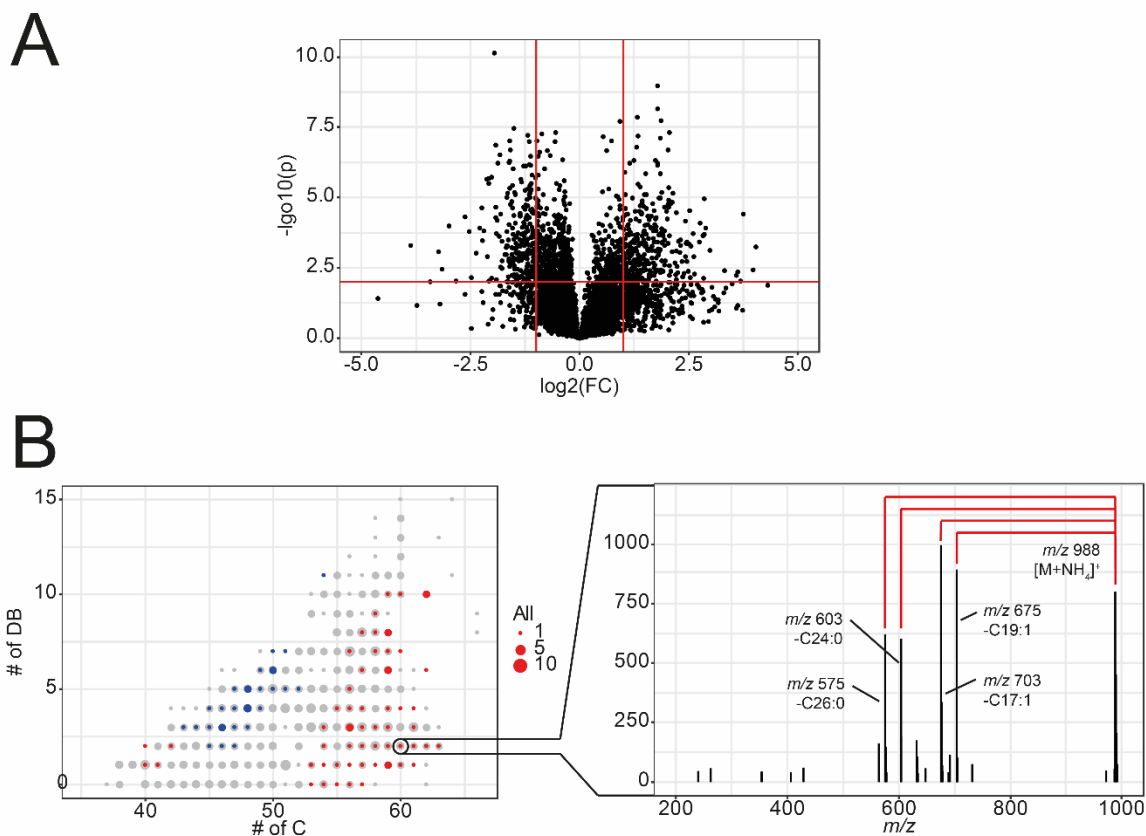 A
10.0
7.5
5.0
2.5
0.0
-lgo10(p)
-5.0 -2.5 0.0 2.5 5.0
log2(FC)
B
15
10
5
0
# of DB
40 50 60
# of C
All
1
5
10
1000
750
500
250
0
m/z 988
[M+NH4]+
m/z 603
-C24:0
m/z 675
-C19:1
m/z 575
-C26:0
m/z 703
-C17:1
200 400 600 800 1000
m/z